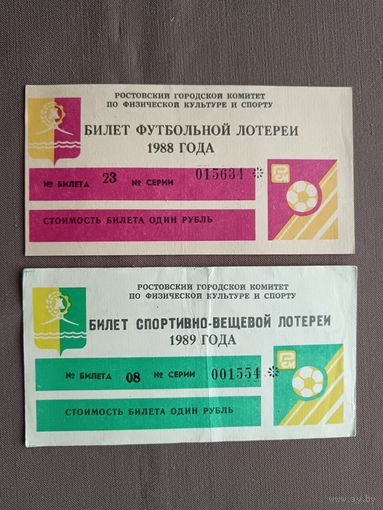 РОСТОВСКИЙ ГОРОДСКОЙ КОМИТЕТ
ПО ФИЗИЧЕСКОЙ КУЛЬТУРЕ И СПОРТУ
БИЛЕТ ФУТБОЛЬНОЙ ЛОТЕРЕИ
1988 ГОДА
№ БИЛЕТА 23 № СЕРИИ 015634 *
СТОИМОСТЬ БИЛЕТА ОДИН РУБЛЬ
РОСТОВСКИЙ ГОРОДСКОЙ КОМИТЕТ
ПО ФИЗИЧЕСКОЙ КУЛЬТУРЕ И СПОРТУ
БИЛЕТ СПОРТИВНО-ВЕЩЕВОЙ ЛОТЕРЕИ
1989 ГОДА
№ БИЛЕТА 08 № СЕРИИ 001554 *
СТОИМОСТЬ БИЛЕТА ОДИН РУБЛЬ
ay.by